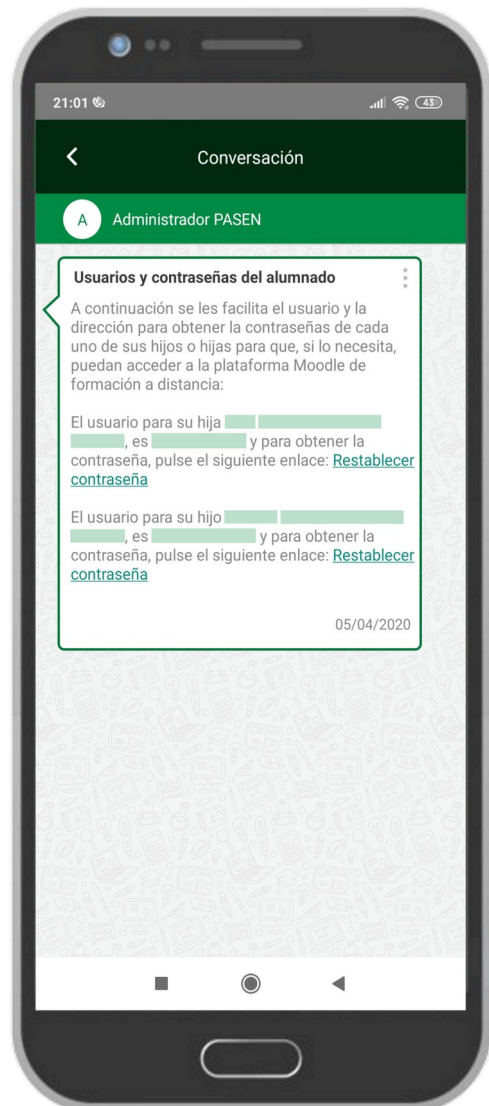 21:01
43
Conversación
A Administrador PASEN
Usuarios y contraseñas del alumnado
A continuación se les facilita el usuario y la
dirección para obtener la contraseñas de cada
uno de sus hijos o hijas para que, si lo necesita,
puedan acceder a la plataforma Moodle de
formación a distancia:
El usuario para su hija
, es y para obtener la
contraseña, pulse el siguiente enlace: Restablecer
contraseña
El usuario para su hijo
, es y para obtener la
contraseña, pulse el siguiente enlace: Restablecer
contraseña
05/04/2020